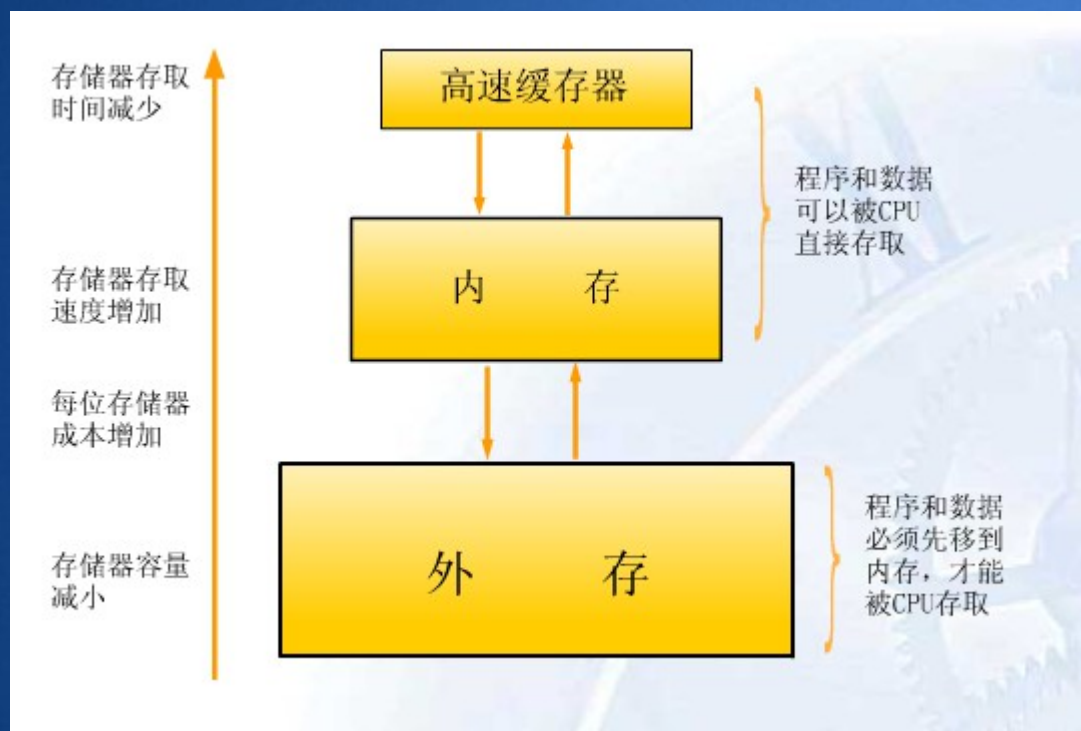 存储器存取
时间减少
高速缓存器
程序和数据
可以被CPU
直接存取
存储器存取
速度增加
内 存
每位存储器
成本增加
外 存
程序和数据
必须先移到
内存，才能
被CPU存取
存储器容量
减小